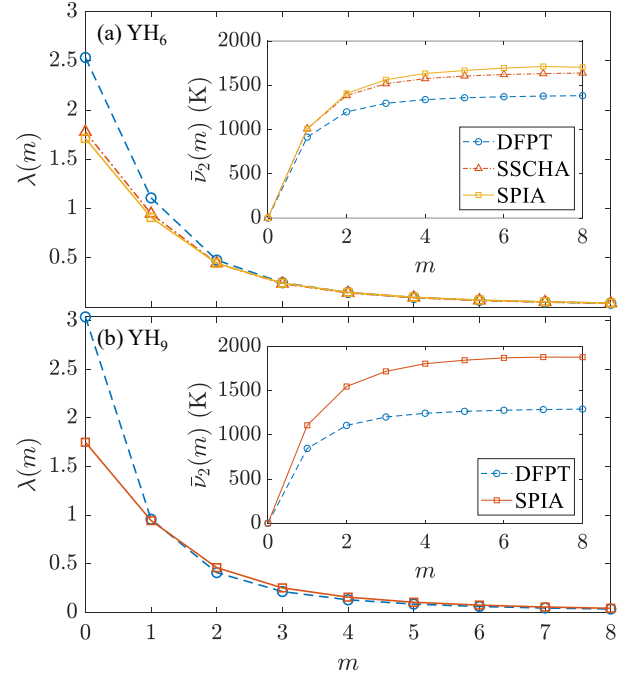 (a) YH₆
λ(m)
3
2.5
2
1.5
1
0.5
ν̄₂(m) (K)
2000
1500
1000
500
0
0 2 4 6 8
m
DFPT
SSCHA
SPIA
(b) YH₉
λ(m)
3
2.5
2
1.5
1
0.5
0
ν̄₂(m) (K)
2000
1500
1000
500
0
0 2 4 6 8
m
DFPT
SPIA
0 1 2 3 4 5 6 7 8
m